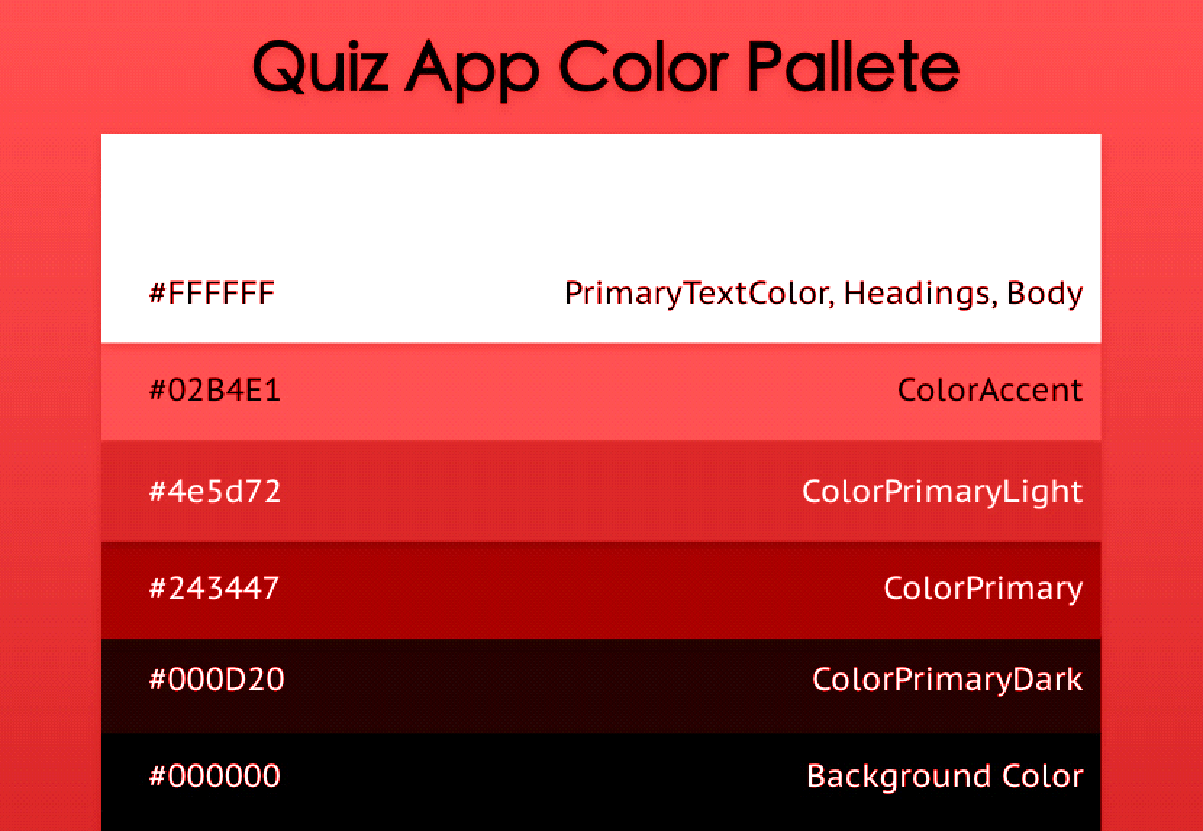 Quiz App Color Pallete
#FFFFFF PrimaryTextColor, Headings, Body
#02B4E1 ColorAccent
#4e5d72 ColorPrimaryLight
#243447 ColorPrimary
#000D20 ColorPrimaryDark
#000000 Background Color